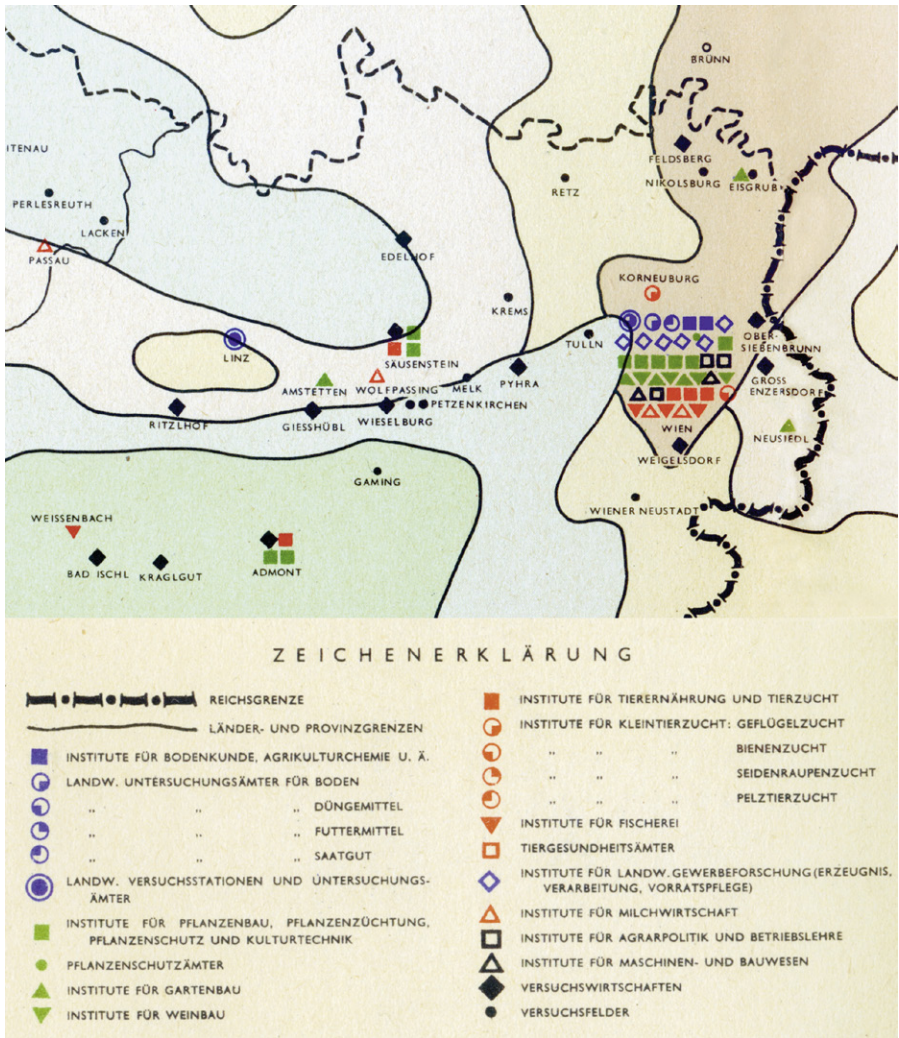 BRÜNN
FELDSBERG
ITENAU
NIKOLSBURG
EISGRUB
RETZ
PERLESREUTH
LACKEN
EDELHOF
PASSAU
KORNEUBURG
KREMS
OBER-
SIEBENBRUNN
TULLN
LINZ
SÄUSENSTEIN
AMSTETTEN
WOLFPASSING
MELK
PYHRA
GROSS
ENZERSDORF
PETZENKIRCHEN
RITZLHOF
GIESSHÜBL
WIESELBURG
WIEN
NEUSIEDL
WEIGELSDORF
GAMING
WIENER NEUSTADT
WEISSENBACH
BAD ISCHL
KRAGLGUT
ADMONT
ZEICHENERKLÄRUNG
REICHSGRENZE
LÄNDER- UND PROVINZGRENZEN
INSTITUTE FÜR BODENKUNDE, AGRIKULTURCHEMIE U. Ä.
LANDW. UNTERSUCHUNGSÄMTER FÜR BODEN
„ „ „ DÜNGEMITTEL
„ „ „ FUTTERMITTEL
„ „ „ SAATGUT
LANDW. VERSUCHSSTATIONEN UND UNTERSUCHUNGS-
ÄMTER
INSTITUTE FÜR PFLANZENBAU, PFLANZENZÜCHTUNG,
PFLANZENSCHUTZ UND KULTURTECHNIK
PFLANZENSCHUTZÄMTER
INSTITUTE FÜR GARTENBAU
INSTITUTE FÜR WEINBAU
INSTITUTE FÜR TIERERNÄHRUNG UND TIERZUCHT
INSTITUTE FÜR KLEINTIERZUCHT: GEFLÜGELZUCHT
„ „ „ BIENENZUCHT
„ „ „ SEIDENRAUPENZUCHT
„ „ „ PELZTIERZUCHT
INSTITUTE FÜR FISCHEREI
TIERGESUNDHEITSÄMTER
INSTITUTE FÜR LANDW. GEWERBEFORSCHUNG (ERZEUGNIS,
VERARBEITUNG, VORRATSPFLEGE)
INSTITUTE FÜR MILCHWIRTSCHAFT
INSTITUTE FÜR AGRARPOLITIK UND BETRIEBSLEHRE
INSTITUTE FÜR MASCHINEN- UND BAUWESEN
VERSUCHSWIRTSCHAFTEN
VERSUCHSFELDER